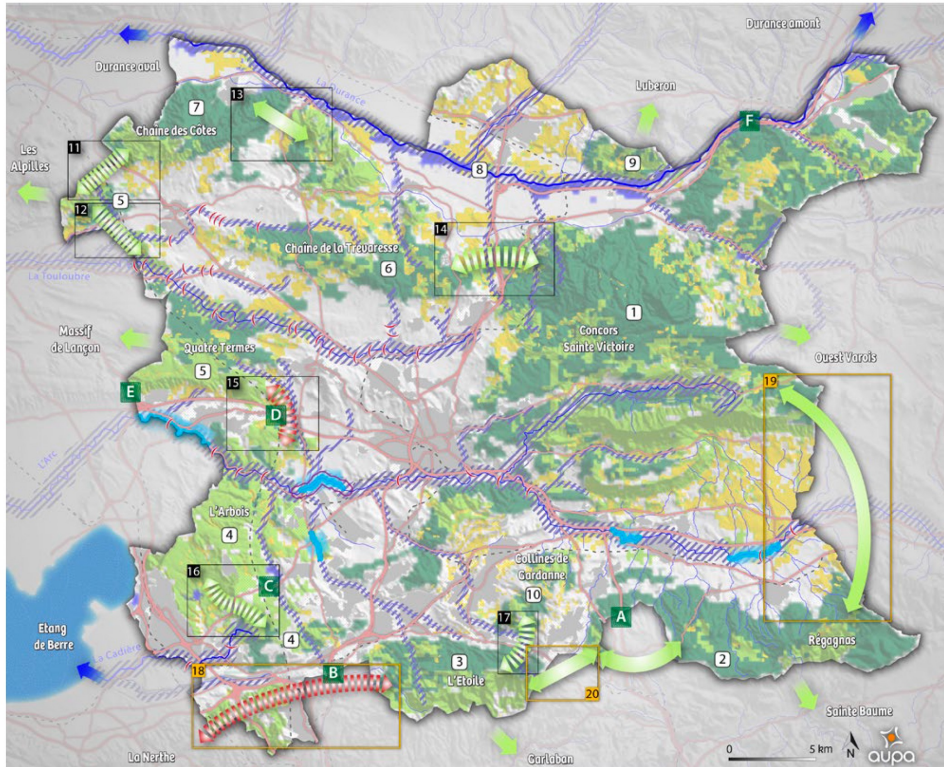 Durance amont
Durance aval
La Durance
Luberon
13
7
Chaîne des Côtes
F
Les
Alpilles
11
8
9
5
12
14
Chaîne de la Trévaresse
6
La Touloubre
1
Concors
Sainte Victoire
Massif
de Lançon
Quatre Termes
Ouest Varois
5
15
19
E
D
L'Arc
L'Arbois
4
Collines de
Gardanne
10
16
C
A
17
Etang
de Berre
4
Regagnas
3
2
La Cadière
L'Etoile
18
B
20
Sainte Baume
La Nerthe
Garlaban
0
5 km
N
aupa